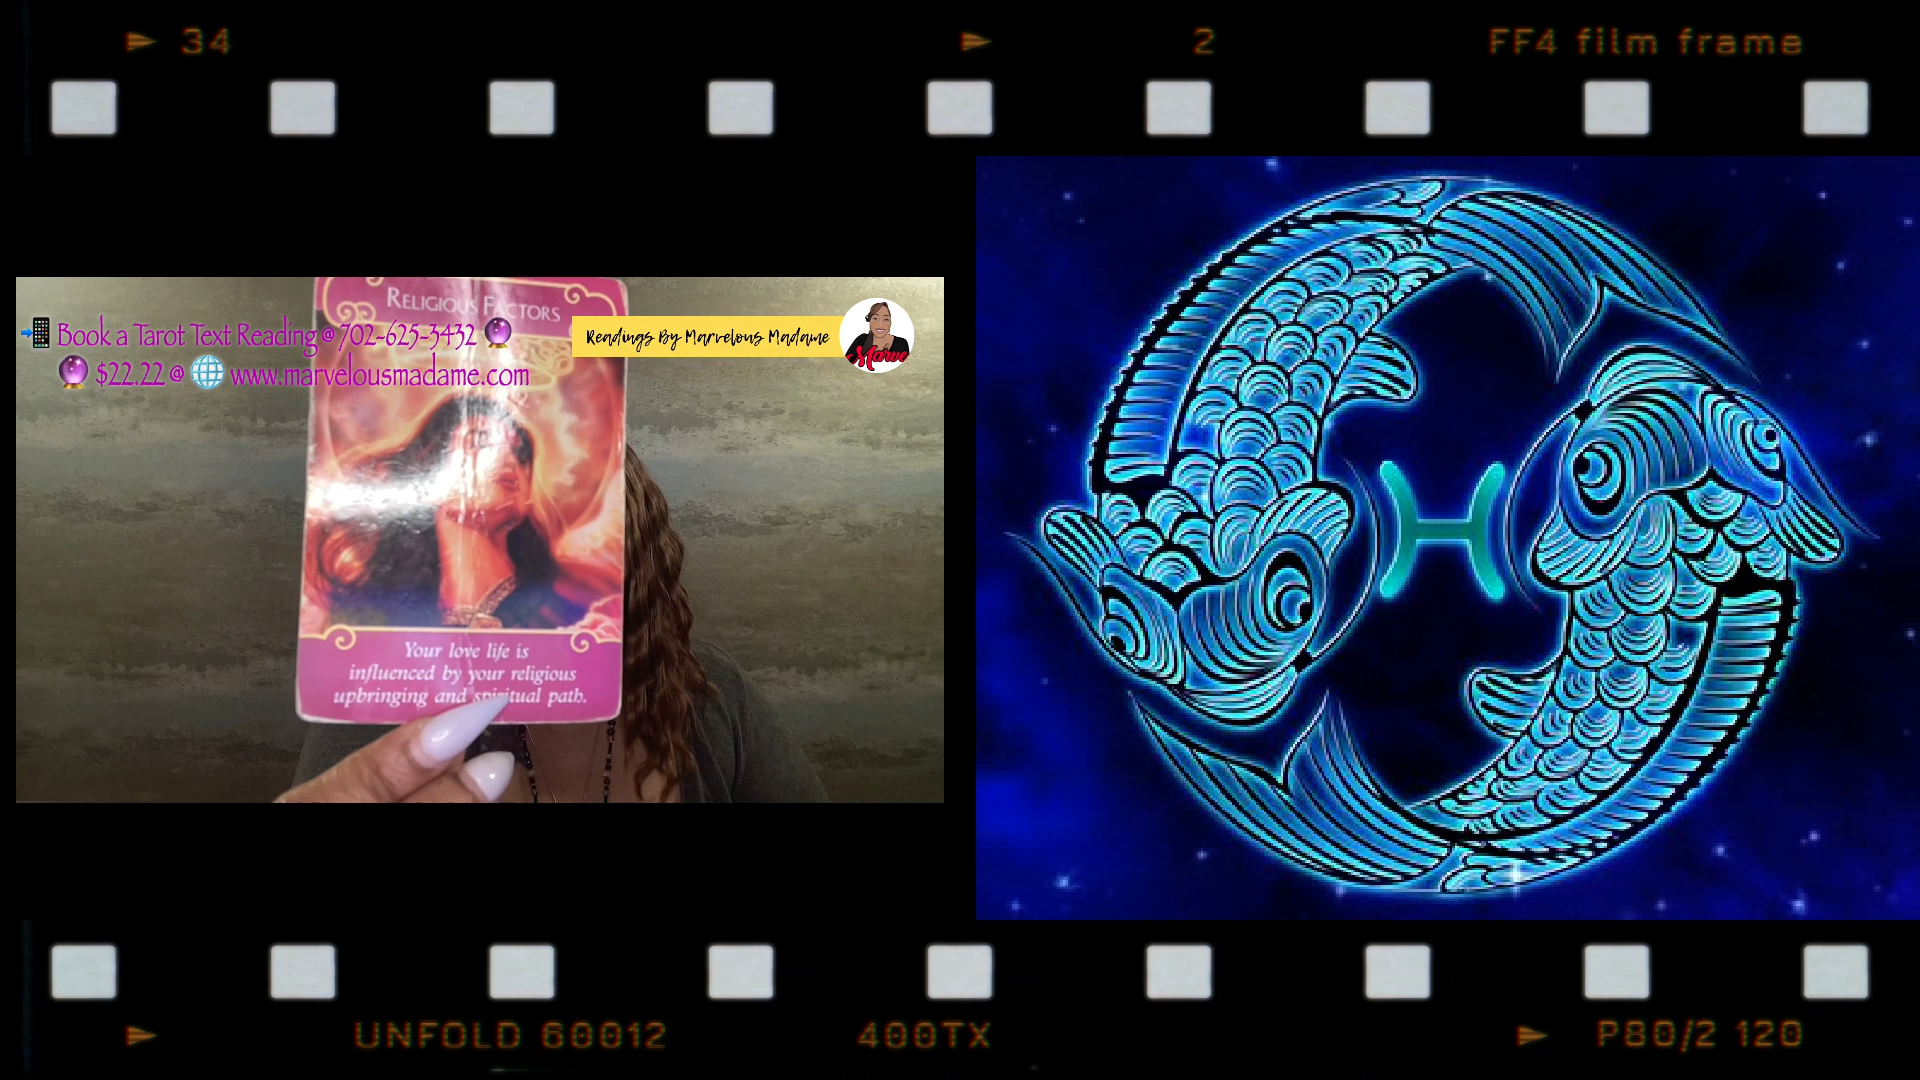 34
2
FF4 film frame
RELIGIOUS FACTORS
Book a Tarot Text Reading @ 702-625-3432
$22.22 @ www.marvelousmadame.com
Readings By Marvelous Madame
Marve
Your love life is
influenced by your religious
upbringing and spiritual path.
UNFOLD 60012
400TX
P80/2 120